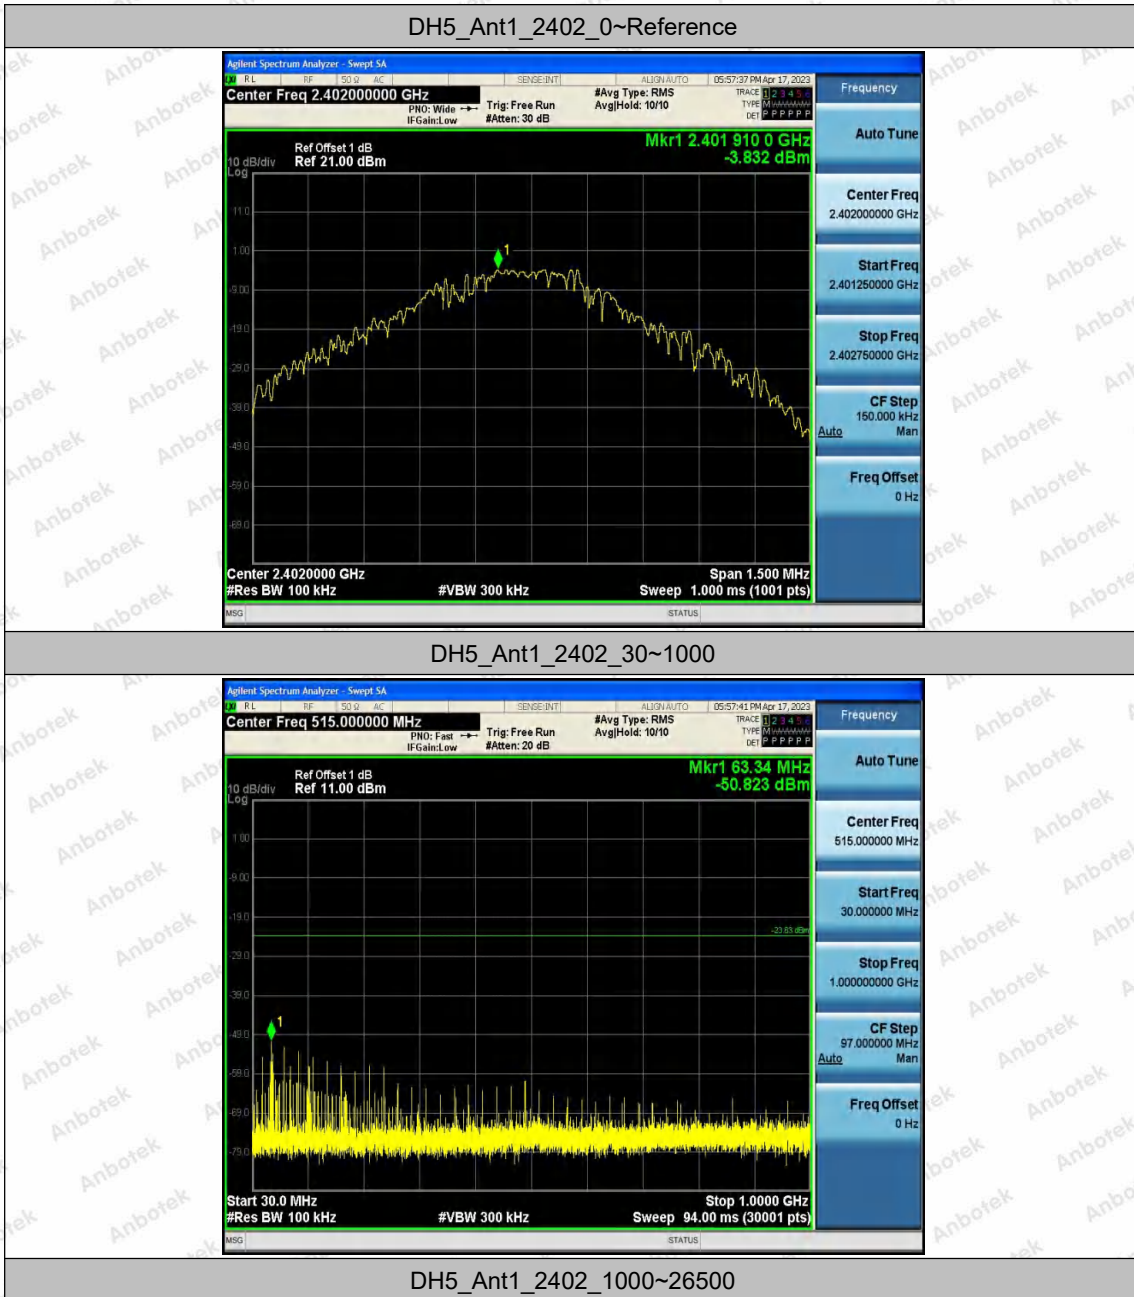 DH5_Ant1_2402_0~Reference
Agilent Spectrum Analyzer - Swept SA
RL RF 50 Ω AC SENSE:INT ALIGN AUTO 05:57:37 PM Apr 17, 2023
Center Freq 2.402000000 GHz
PNO: Wide
IFGain:Low
Trig: Free Run
#Atten: 30 dB
#Avg Type: RMS
Avg|Hold: 10/10
TRACE 1 2 3 4 5 6
TYPE M
DET P P P P P P
Frequency
Ref Offset 1 dB
10 dB/div Ref 21.00 dBm
Log
Mkr1 2.401 910 0 GHz
-3.832 dBm
11.0
1.00
-9.00
-19.0
-29.0
-39.0
-49.0
-59.0
-69.0
1
Center 2.4020000 GHz
Span 1.500 MHz
#Res BW 100 kHz
#VBW 300 kHz
Sweep 1.000 ms (1001 pts)
MSG
STATUS
Auto Tune
Center Freq
2.402000000 GHz
Start Freq
2.401250000 GHz
Stop Freq
2.402750000 GHz
CF Step
150.000 kHz
Auto Man
Freq Offset
0 Hz
DH5_Ant1_2402_30~1000
Agilent Spectrum Analyzer - Swept SA
RL RF 50 Ω AC SENSE:INT ALIGN AUTO 05:57:41 PM Apr 17, 2023
Center Freq 515.000000 MHz
PNO: Fast
IFGain:Low
Trig: Free Run
#Atten: 20 dB
#Avg Type: RMS
Avg|Hold: 10/10
TRACE 1 2 3 4 5 6
TYPE M
DET P P P P P P
Frequency
Ref Offset 1 dB
10 dB/div Ref 11.00 dBm
Log
Mkr1 63.34 MHz
-50.823 dBm
1.00
-9.00
-19.0
-23.83 dBm
-29.0
-39.0
-49.0
-59.0
-69.0
-79.0
1
Start 30.0 MHz
Stop 1.0000 GHz
#Res BW 100 kHz
#VBW 300 kHz
Sweep 94.00 ms (30001 pts)
MSG
STATUS
Auto Tune
Center Freq
515.000000 MHz
Start Freq
30.000000 MHz
Stop Freq
1.000000000 GHz
CF Step
97.000000 MHz
Auto Man
Freq Offset
0 Hz
DH5_Ant1_2402_1000~26500
Anbotek